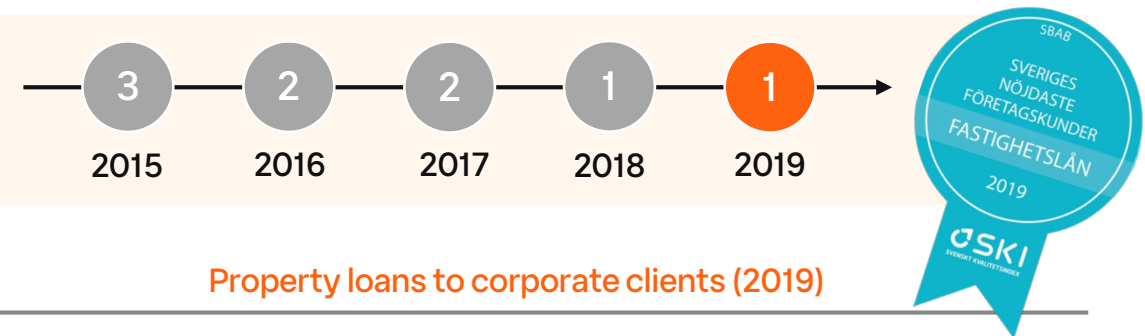 3 2 2 1 1
2015 2016 2017 2018 2019
SBAB
SVERIGES
NÖJDASTE
FÖRETAGSKUNDER
FASTIGHETSLÅN
2019
SKI
SVENSKT KVALITETSINDEX
Property loans to corporate clients (2019)